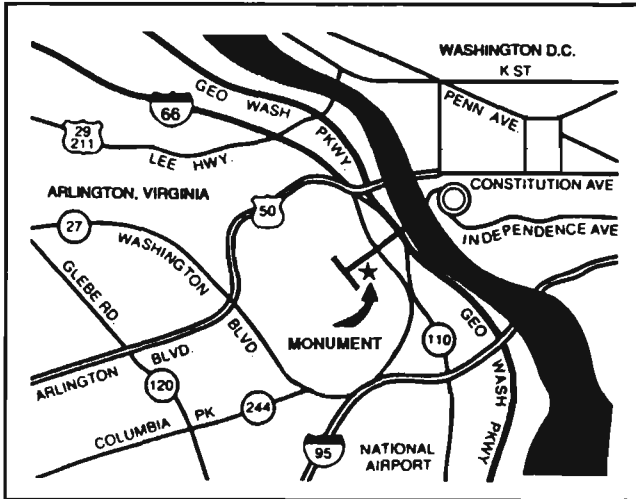 WASHINGTON D.C.
K ST
GEO WASH PKWY
66
PENN AVE.
29
211
LEE HWY.
CONSTITUTION AVE
ARLINGTON, VIRGINIA
50
27
WASHINGTON BLVD.
INDEPENDENCE AVE
GLEBE RD.
MONUMENT
110
GEO WASH PKWY
ARLINGTON BLVD.
120
244
COLUMBIA PK
95
NATIONAL
AIRPORT